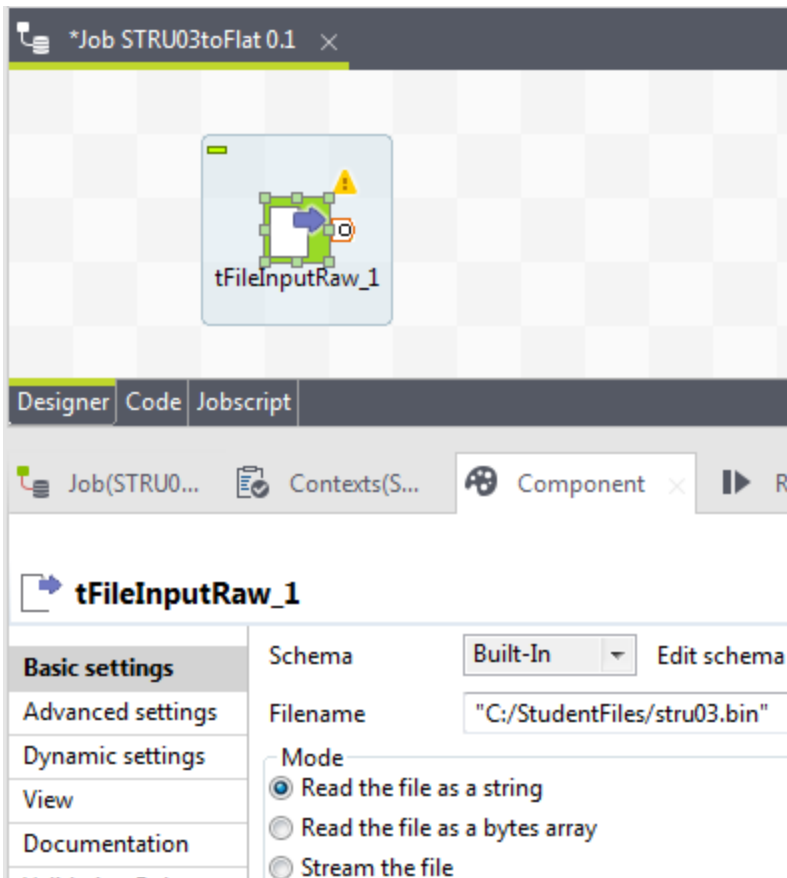 *Job STRU03toFlat 0.1
tFileInputRaw_1
Designer Code Jobscript
Job(STRU0... Contexts(S... Component R
tFileInputRaw_1
Basic settings
Schema Built-In Edit schema
Advanced settings
Filename "C:/StudentFiles/stru03.bin"
Dynamic settings
Mode
View
Read the file as a string
Documentation
Read the file as a bytes array
Stream the file